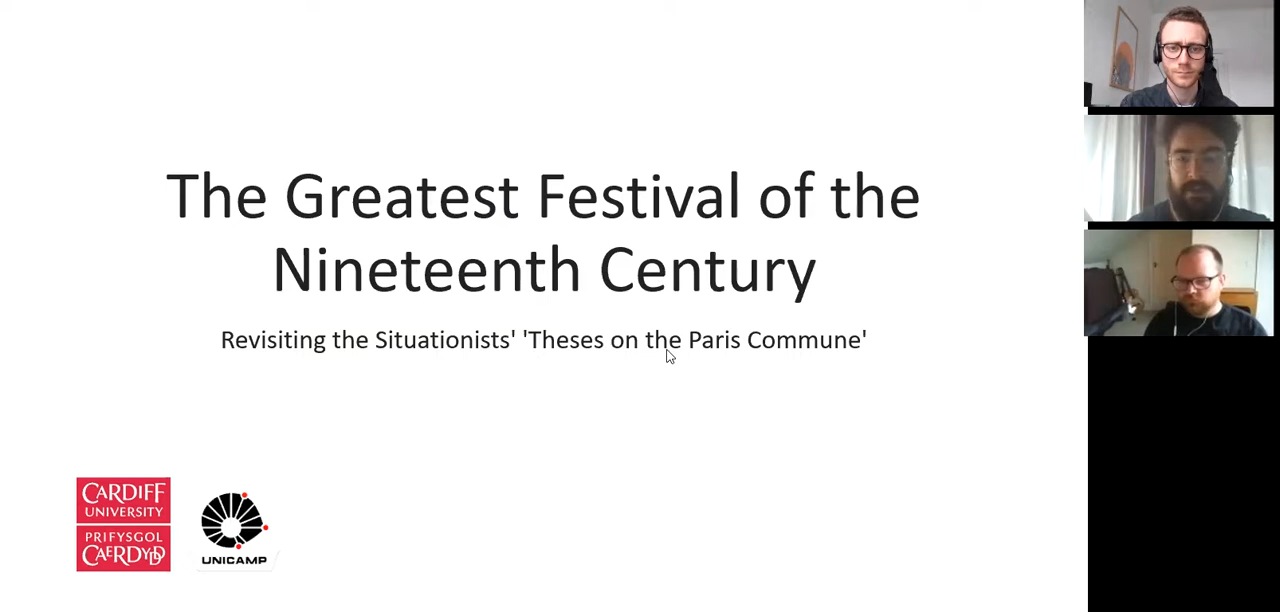 The Greatest Festival of the
Nineteenth Century
Revisiting the Situationists' 'Theses on the Paris Commune'
CARDIFF
UNIVERSITY
PRIFYSGOL
CAERDYDD
UNICAMP